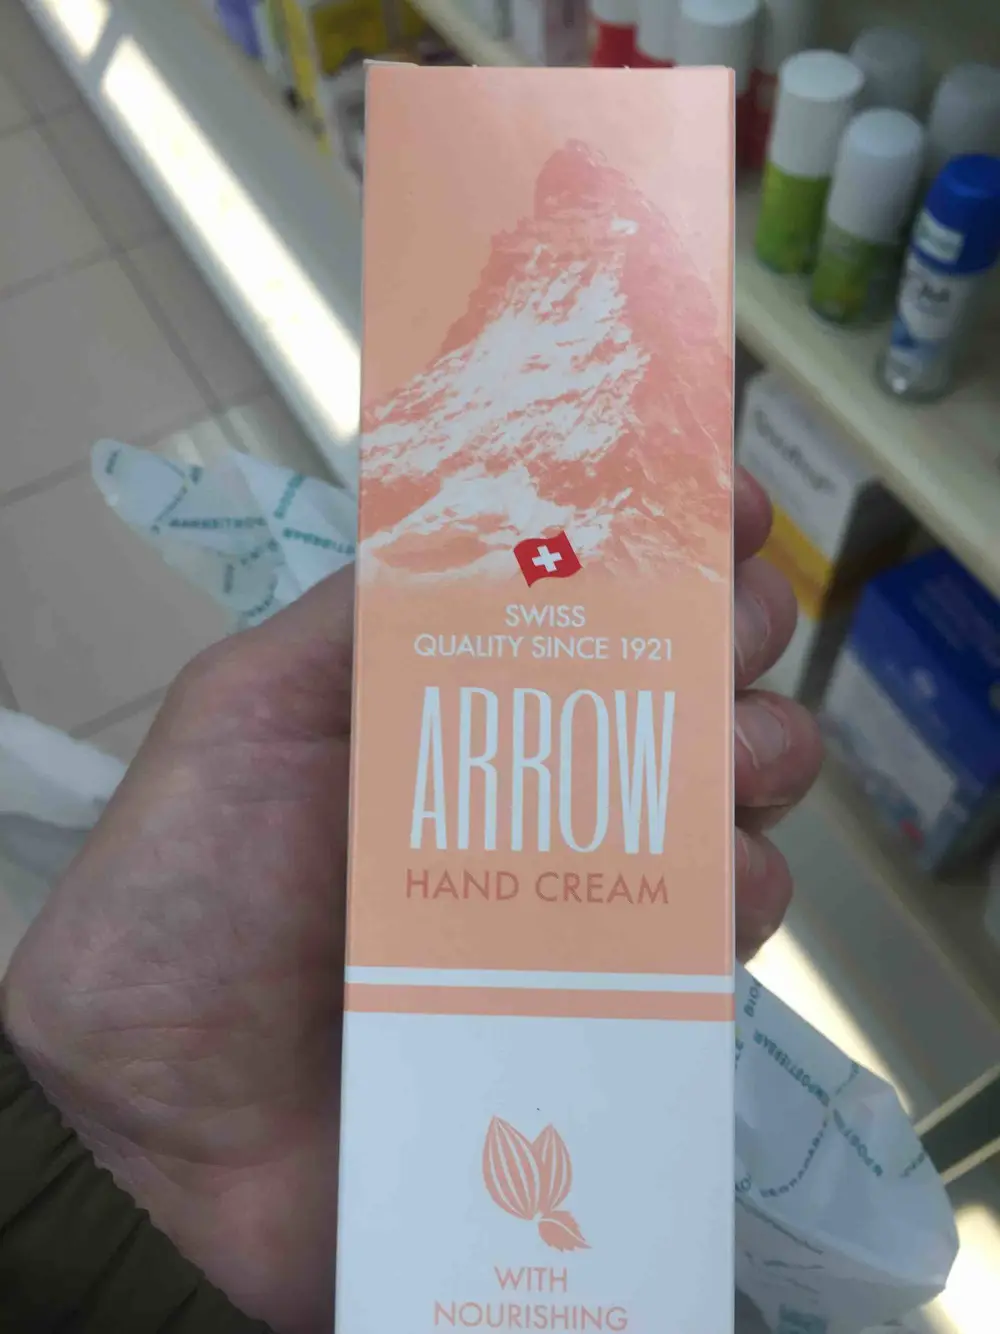 SWISS
QUALITY SINCE 1921
ARROW
HAND CREAM
WITH
NOURISHING